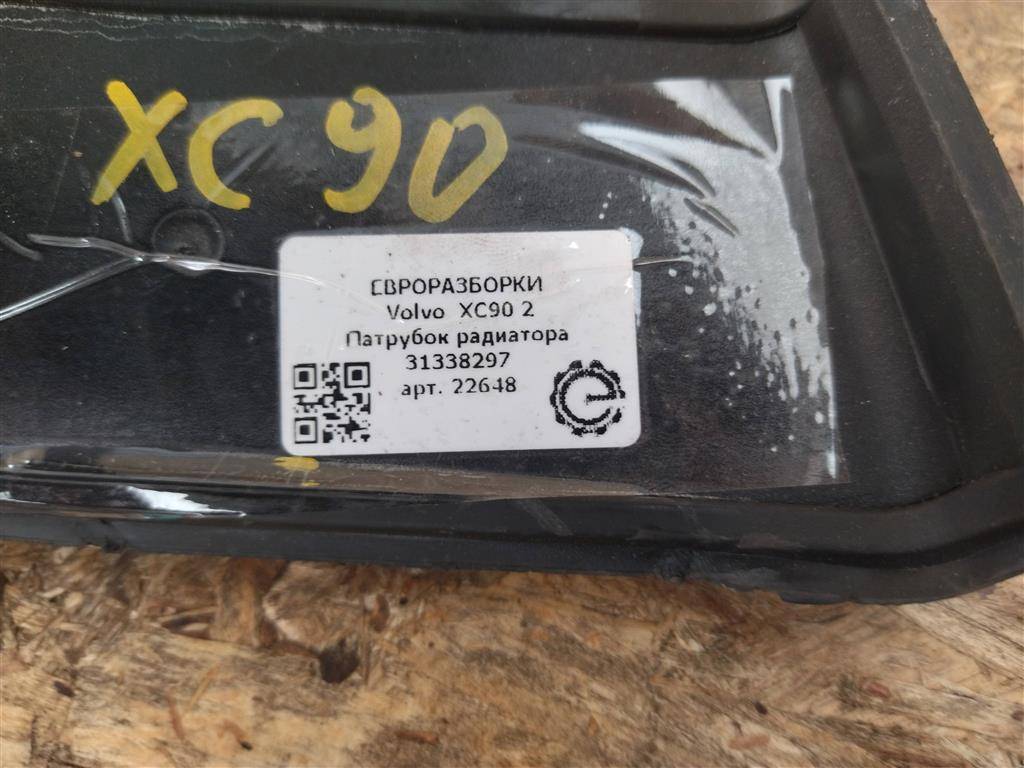 XC90
ЕВРОРАЗБОРКИ
Volvo XC90 2
Патрубок радиатора
31338297
арт. 22648